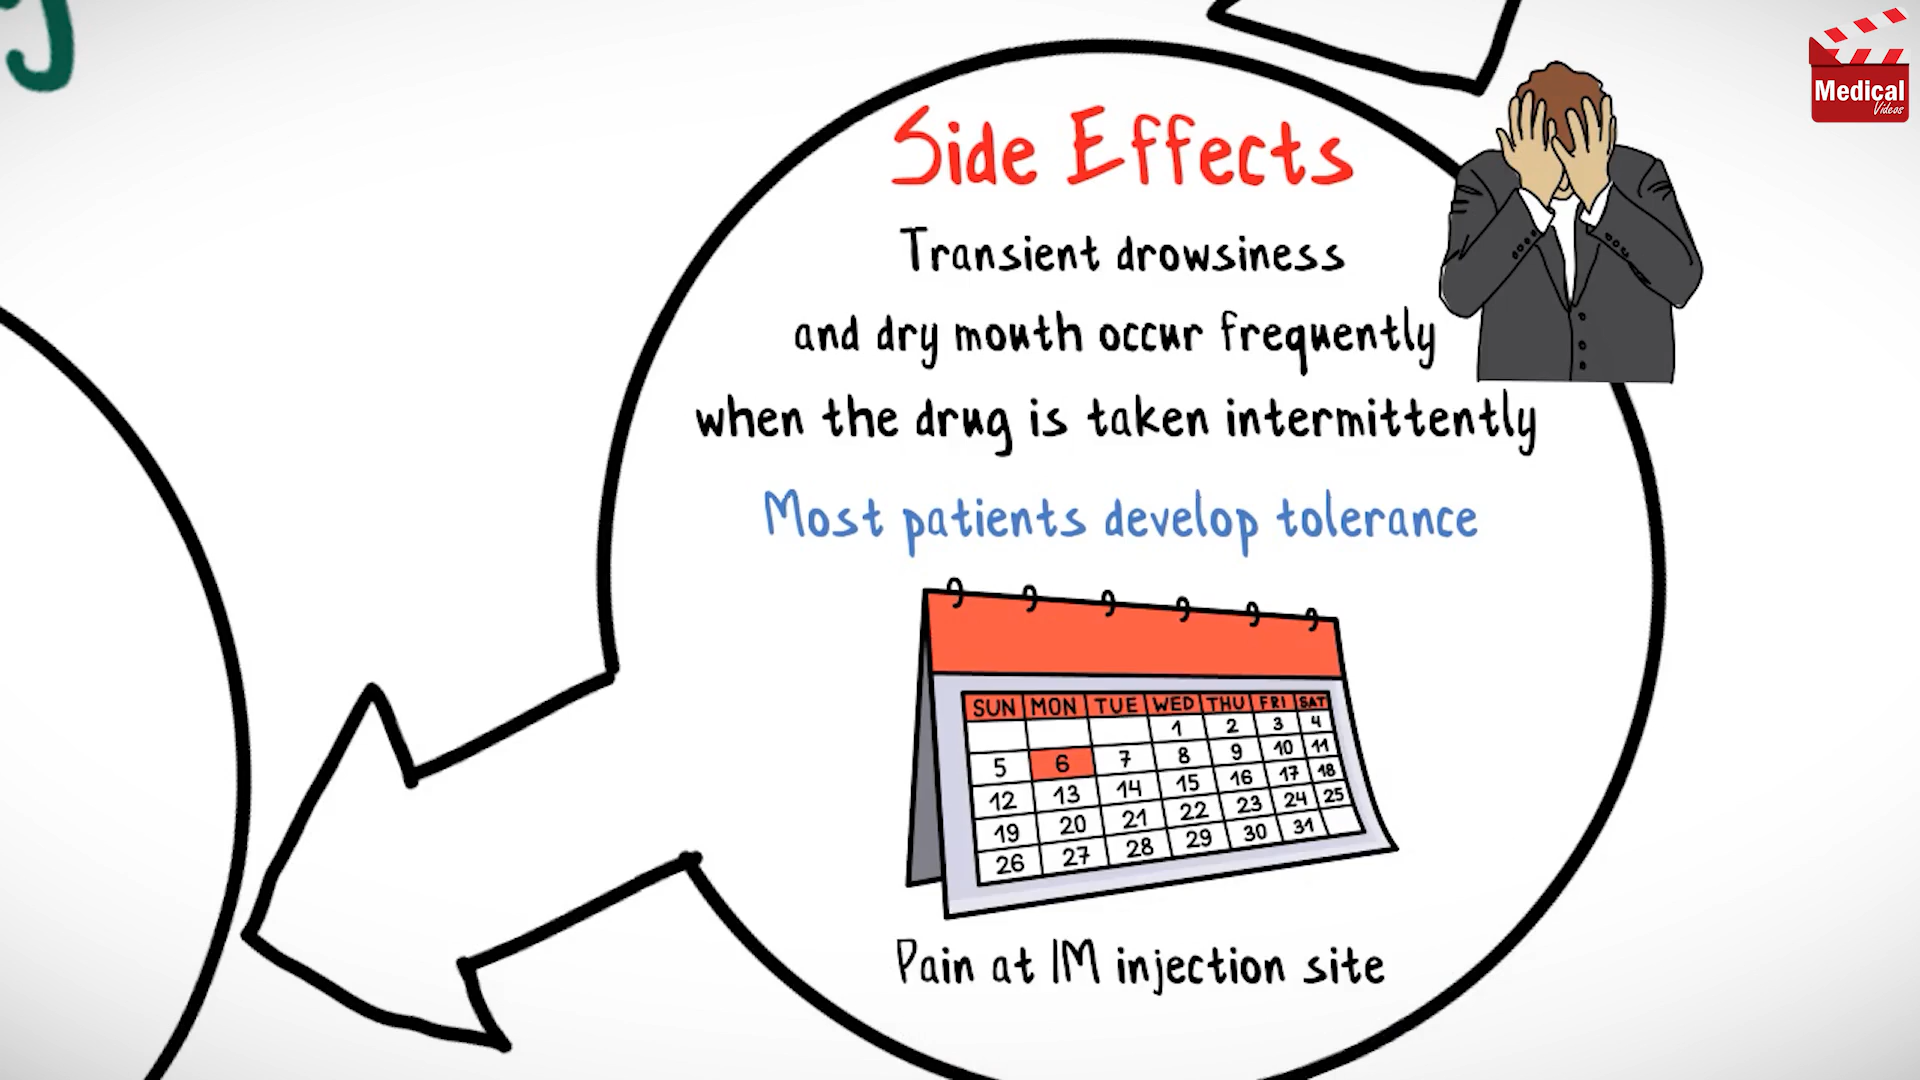 Medical
Videos
Side Effects
Transient drowsiness
and dry mouth occur frequently
when the drug is taken intermittently
Most patients develop tolerance
SUN MON TUE WED THU FRI SAT
1 2 3 4
5 6 7 8 9 10 11
12 13 14 15 16 17 18
19 20 21 22 23 24 25
26 27 28 29 30 31
Pain at IM injection site